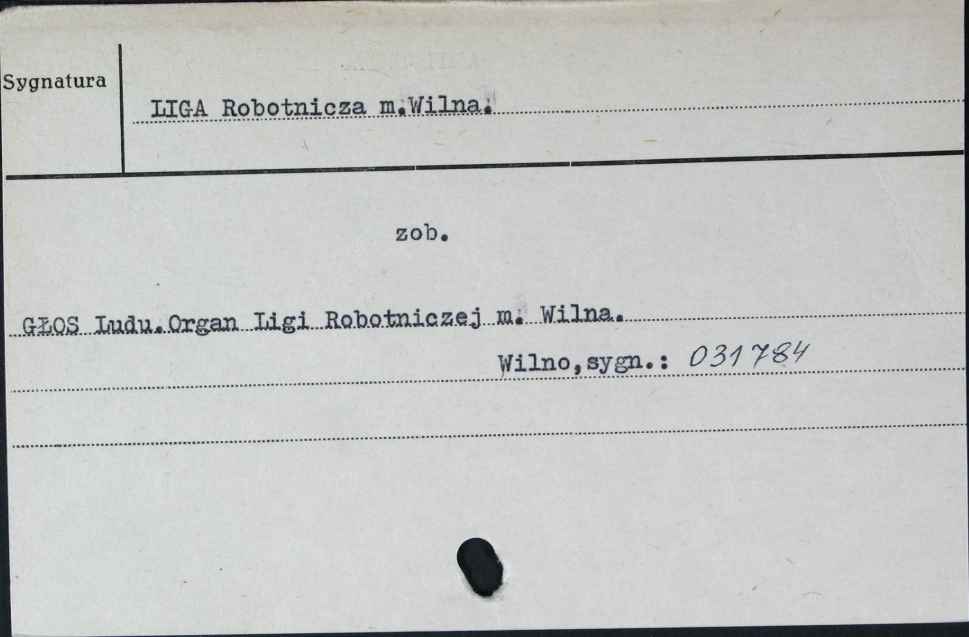 Sygnatura
LIGA Robotnicza m.Wilna.
zob.
GŁOS Ludu.Organ Ligi Robotniczej m. Wilna.
Wilno,sygn.: 031784